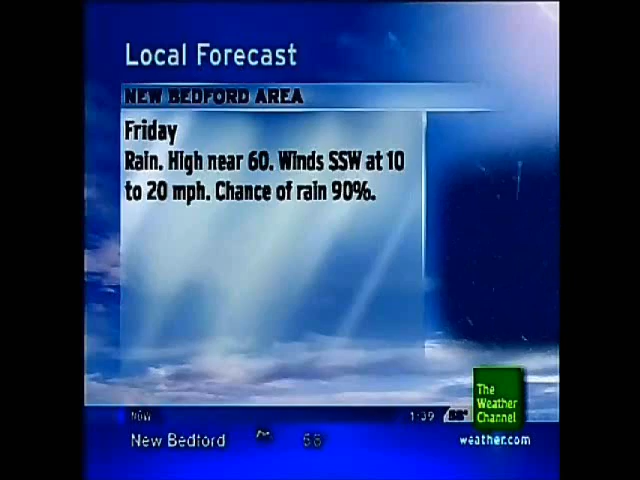 Local Forecast
NEW BEDFORD AREA
Friday
Rain. High near 60. Winds SSW at 10
to 20 mph. Chance of rain 90%.
NOW
1:39
The
Weather
Channel
New Bedford
weather.com